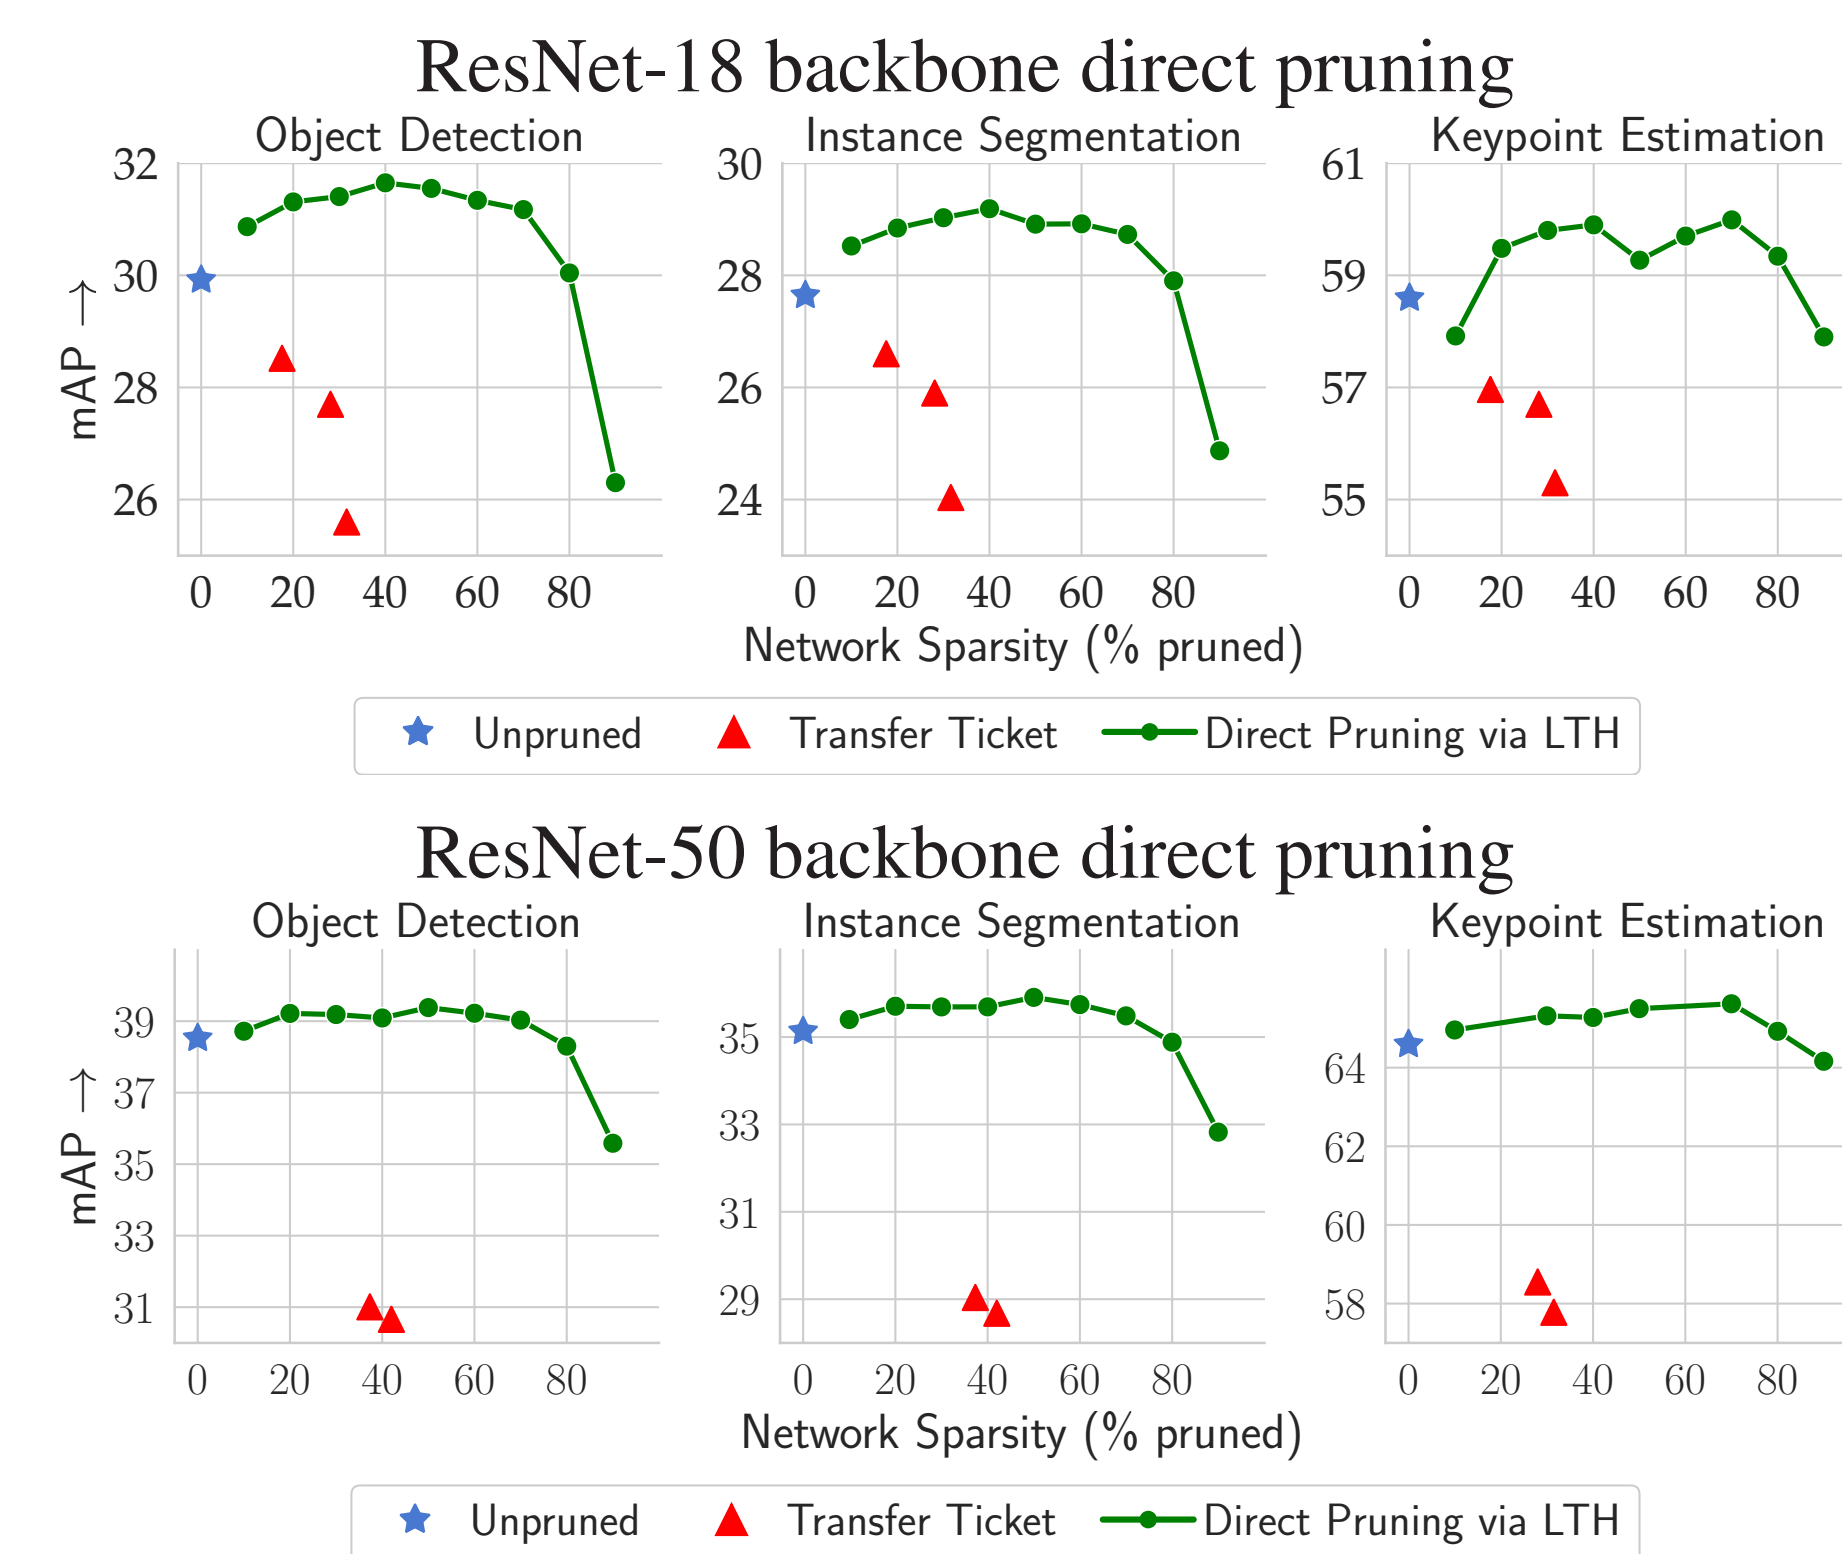 ResNet-18 backbone direct pruning
Object Detection Instance Segmentation Keypoint Estimation
32 30 61
30 28 59
28 26 57
26 24 55
mAP →
0 20 40 60 80 0 20 40 60 80 0 20 40 60 80
Network Sparsity (% pruned)
Unpruned Transfer Ticket Direct Pruning via LTH
ResNet-50 backbone direct pruning
Object Detection Instance Segmentation Keypoint Estimation
39 35 64
37 33 62
35 31 60
33 29 58
31
mAP →
0 20 40 60 80 0 20 40 60 80 0 20 40 60 80
Network Sparsity (% pruned)
Unpruned Transfer Ticket Direct Pruning via LTH